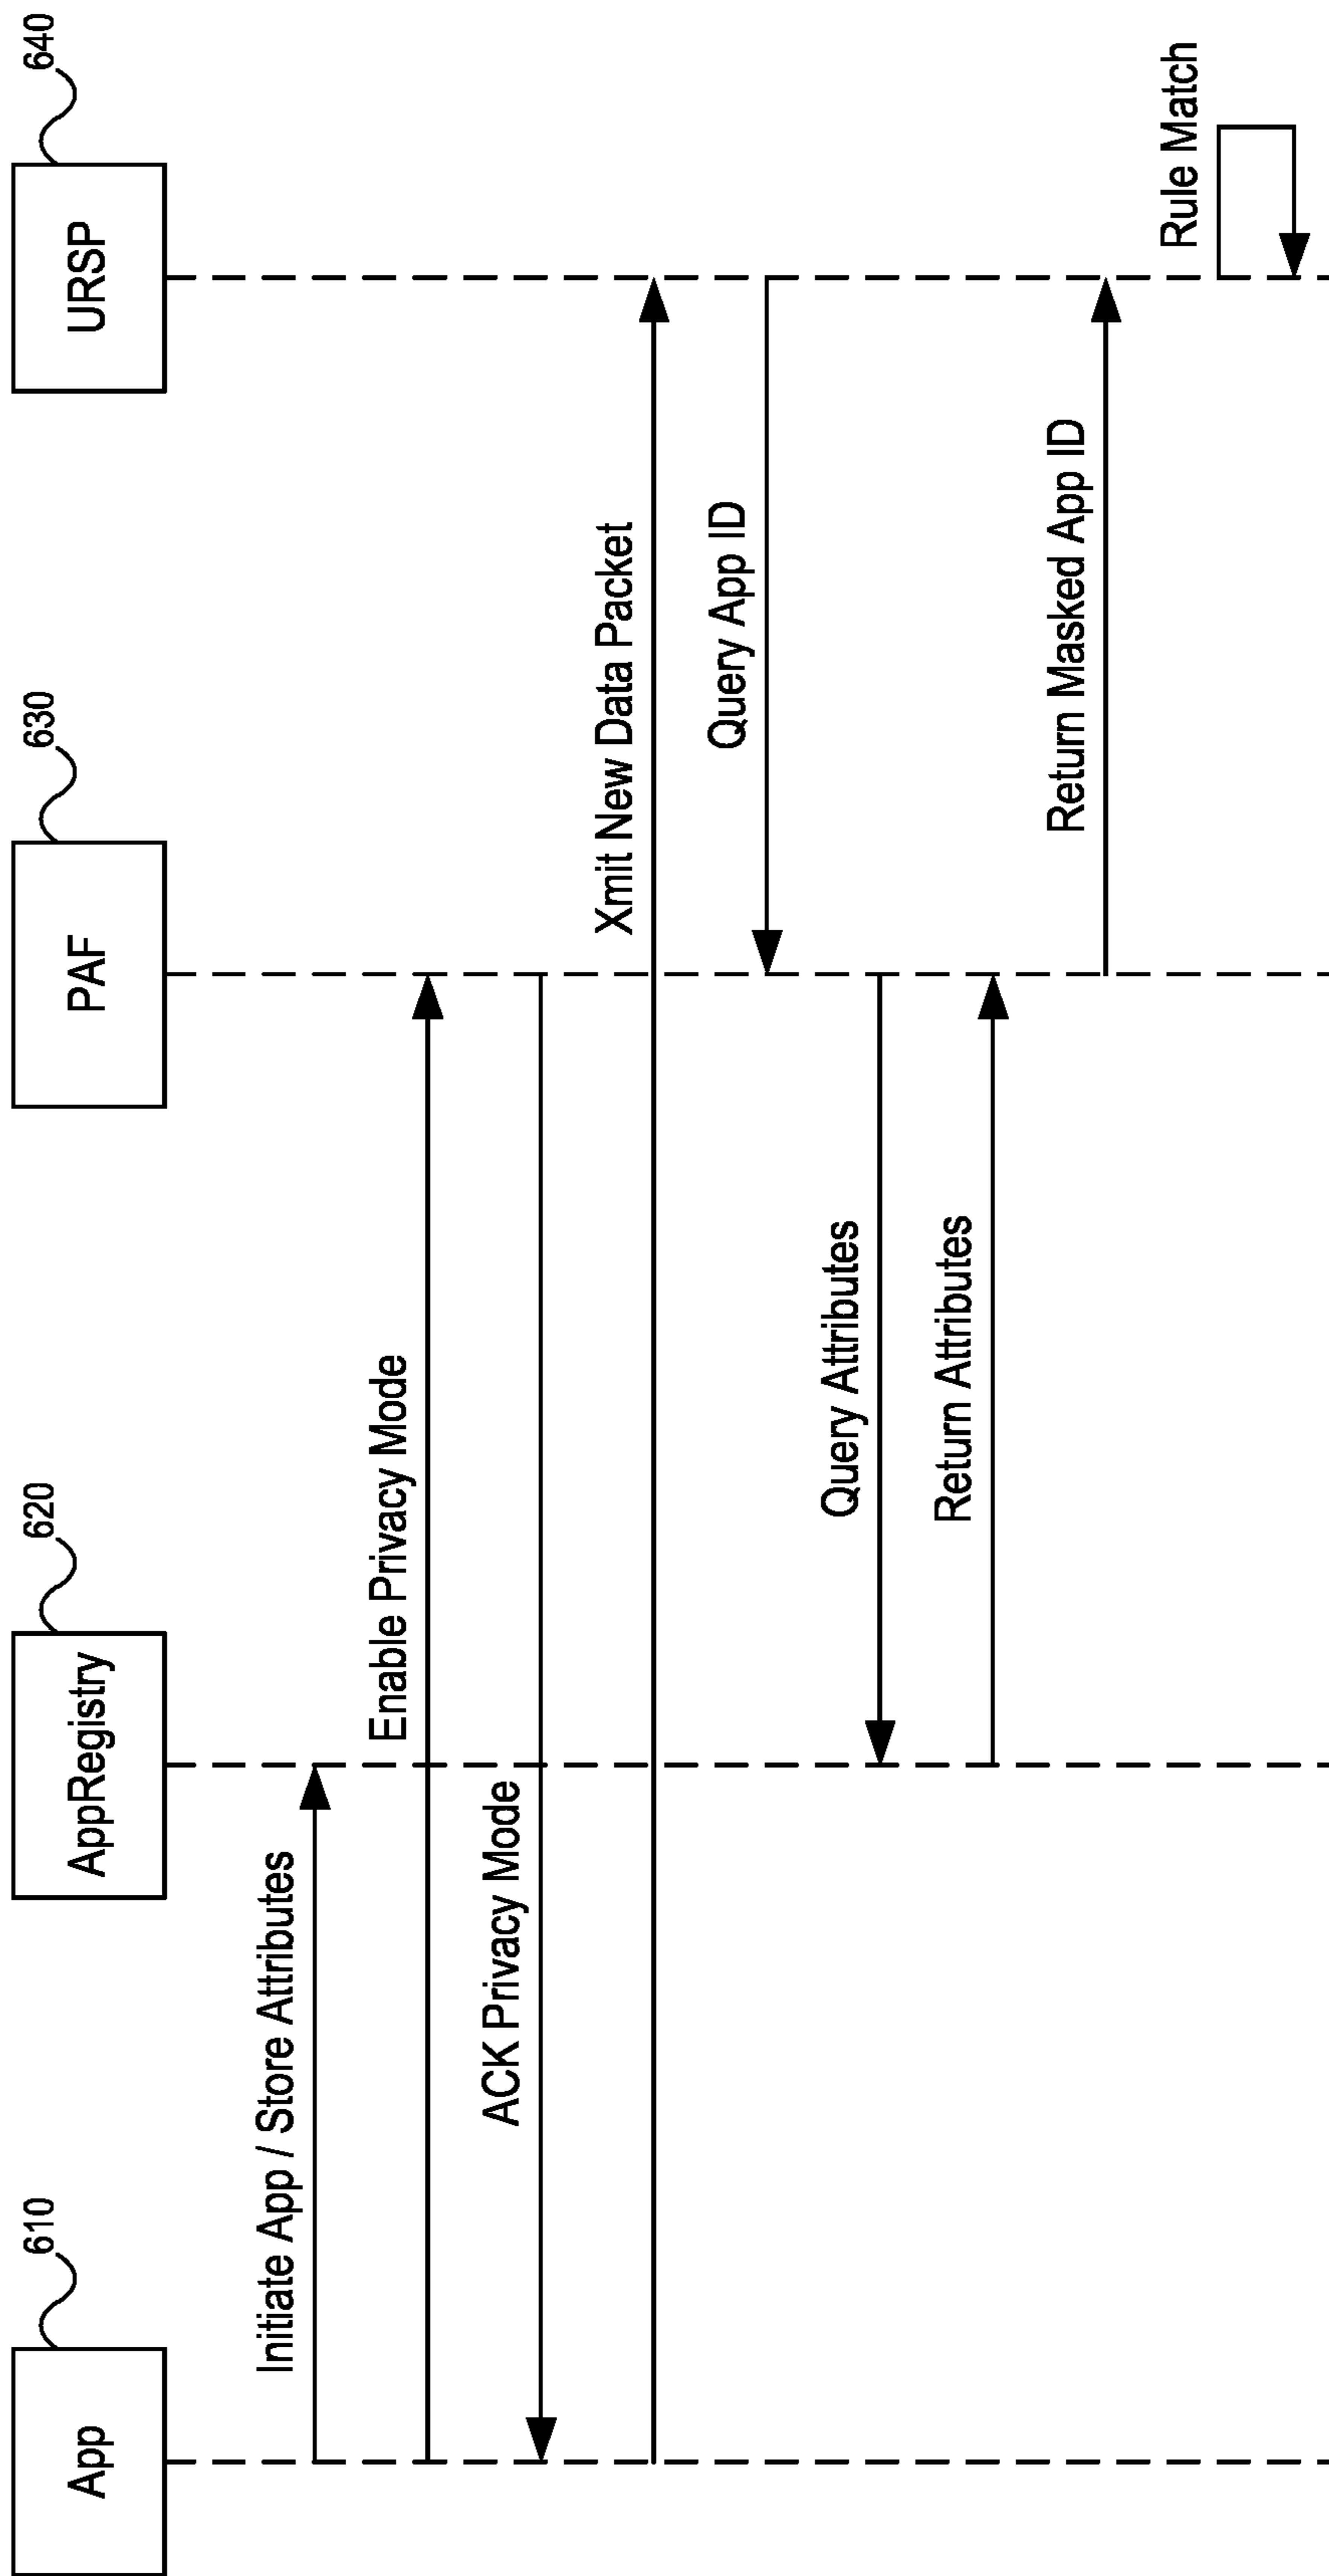 610
620
630
640
App
AppRegistry
PAF
URSP
Initiate App / Store Attributes
Enable Privacy Mode
ACK Privacy Mode
Xmit New Data Packet
Query App ID
Query Attributes
Return Attributes
Return Masked App ID
Rule Match